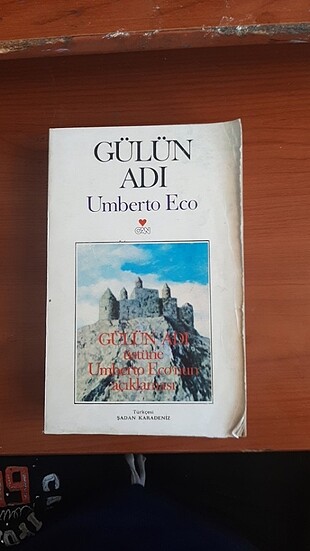 GÜLÜN
ADI
Umberto Eco
CAN
GÜLÜN ADI
üstüne
Umberto Eco'nun
açıklaması
Türkçesi
ŞADAN KARADENİZ